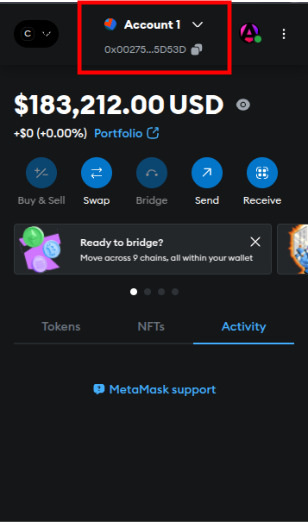 C
Account 1
0x00275...5D53D
$183,212.00 USD
+$0 (+0.00%) Portfolio
Buy & Sell Swap Bridge Send Receive
Ready to bridge?
Move across 9 chains, all within your wallet
Tokens NFTs Activity
MetaMask support